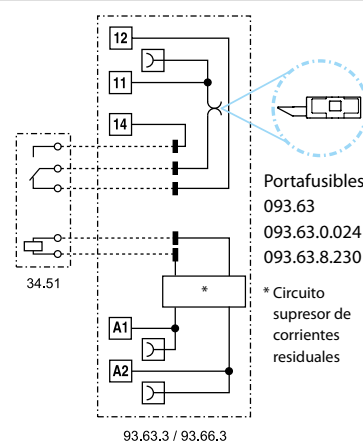 12
11
14
34.51
*
A1
A2
93.63.3 / 93.66.3
Portafusibles
093.63
093.63.0.024
093.63.8.230
* Circuito
supresor de
corrientes
residuales